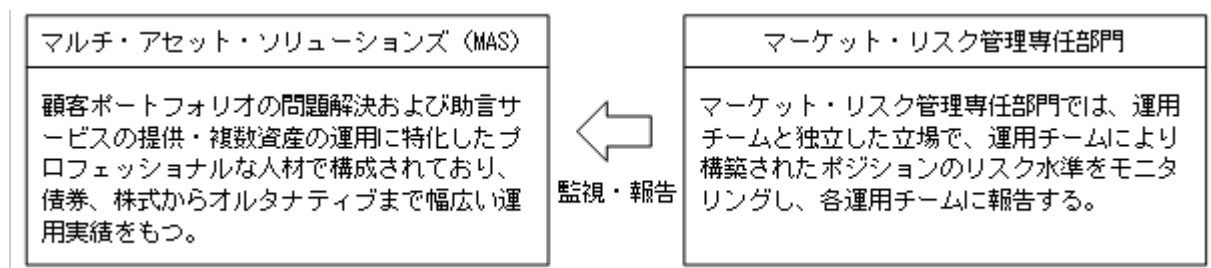 マルチ・アセット・ソリューションズ（MAS）
顧客ポートフォリオの問題解決および助言サ
ービスの提供・複数資産の運用に特化したプ
ロフェッショナルな人材で構成されており、
債券、株式からオルタナティブまで幅広い運
用実績をもつ。
監視・報告
マーケット・リスク管理専任部門
マーケット・リスク管理専任部門では、運用
チームと独立した立場で、運用チームにより
構築されたポジションのリスク水準をモニタ
リングし、各運用チームに報告する。